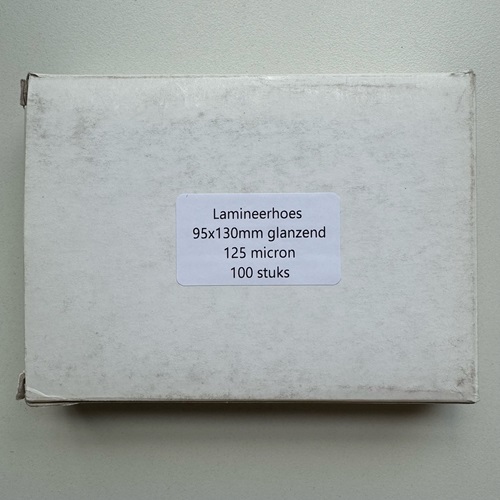 Lamineerhoes
95x130mm glanzend
125 micron
100 stuks